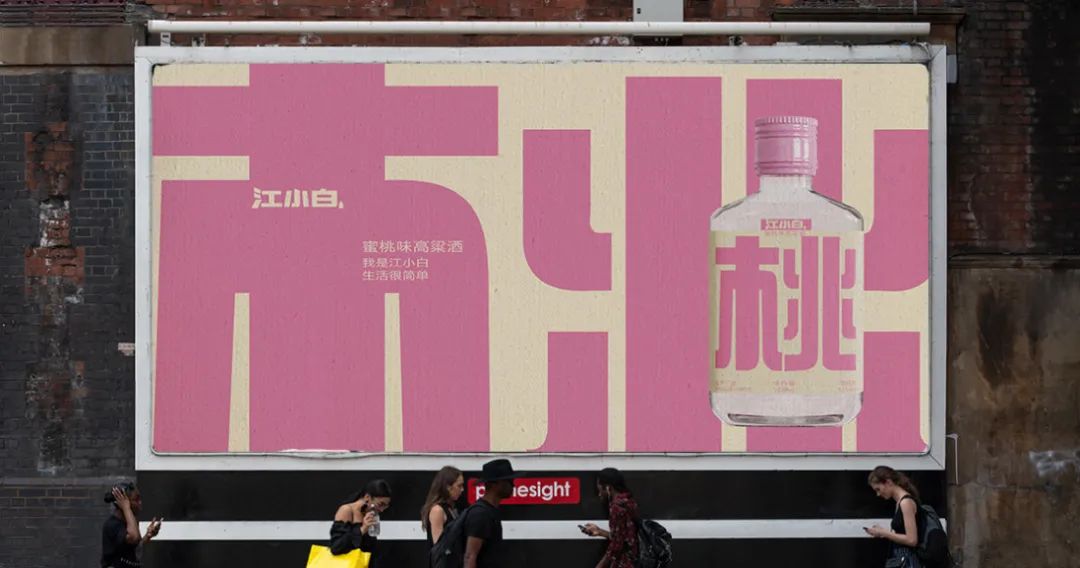 桃
江小白
蜜桃味高粱酒
我是江小白
生活很简单
江小白
桃